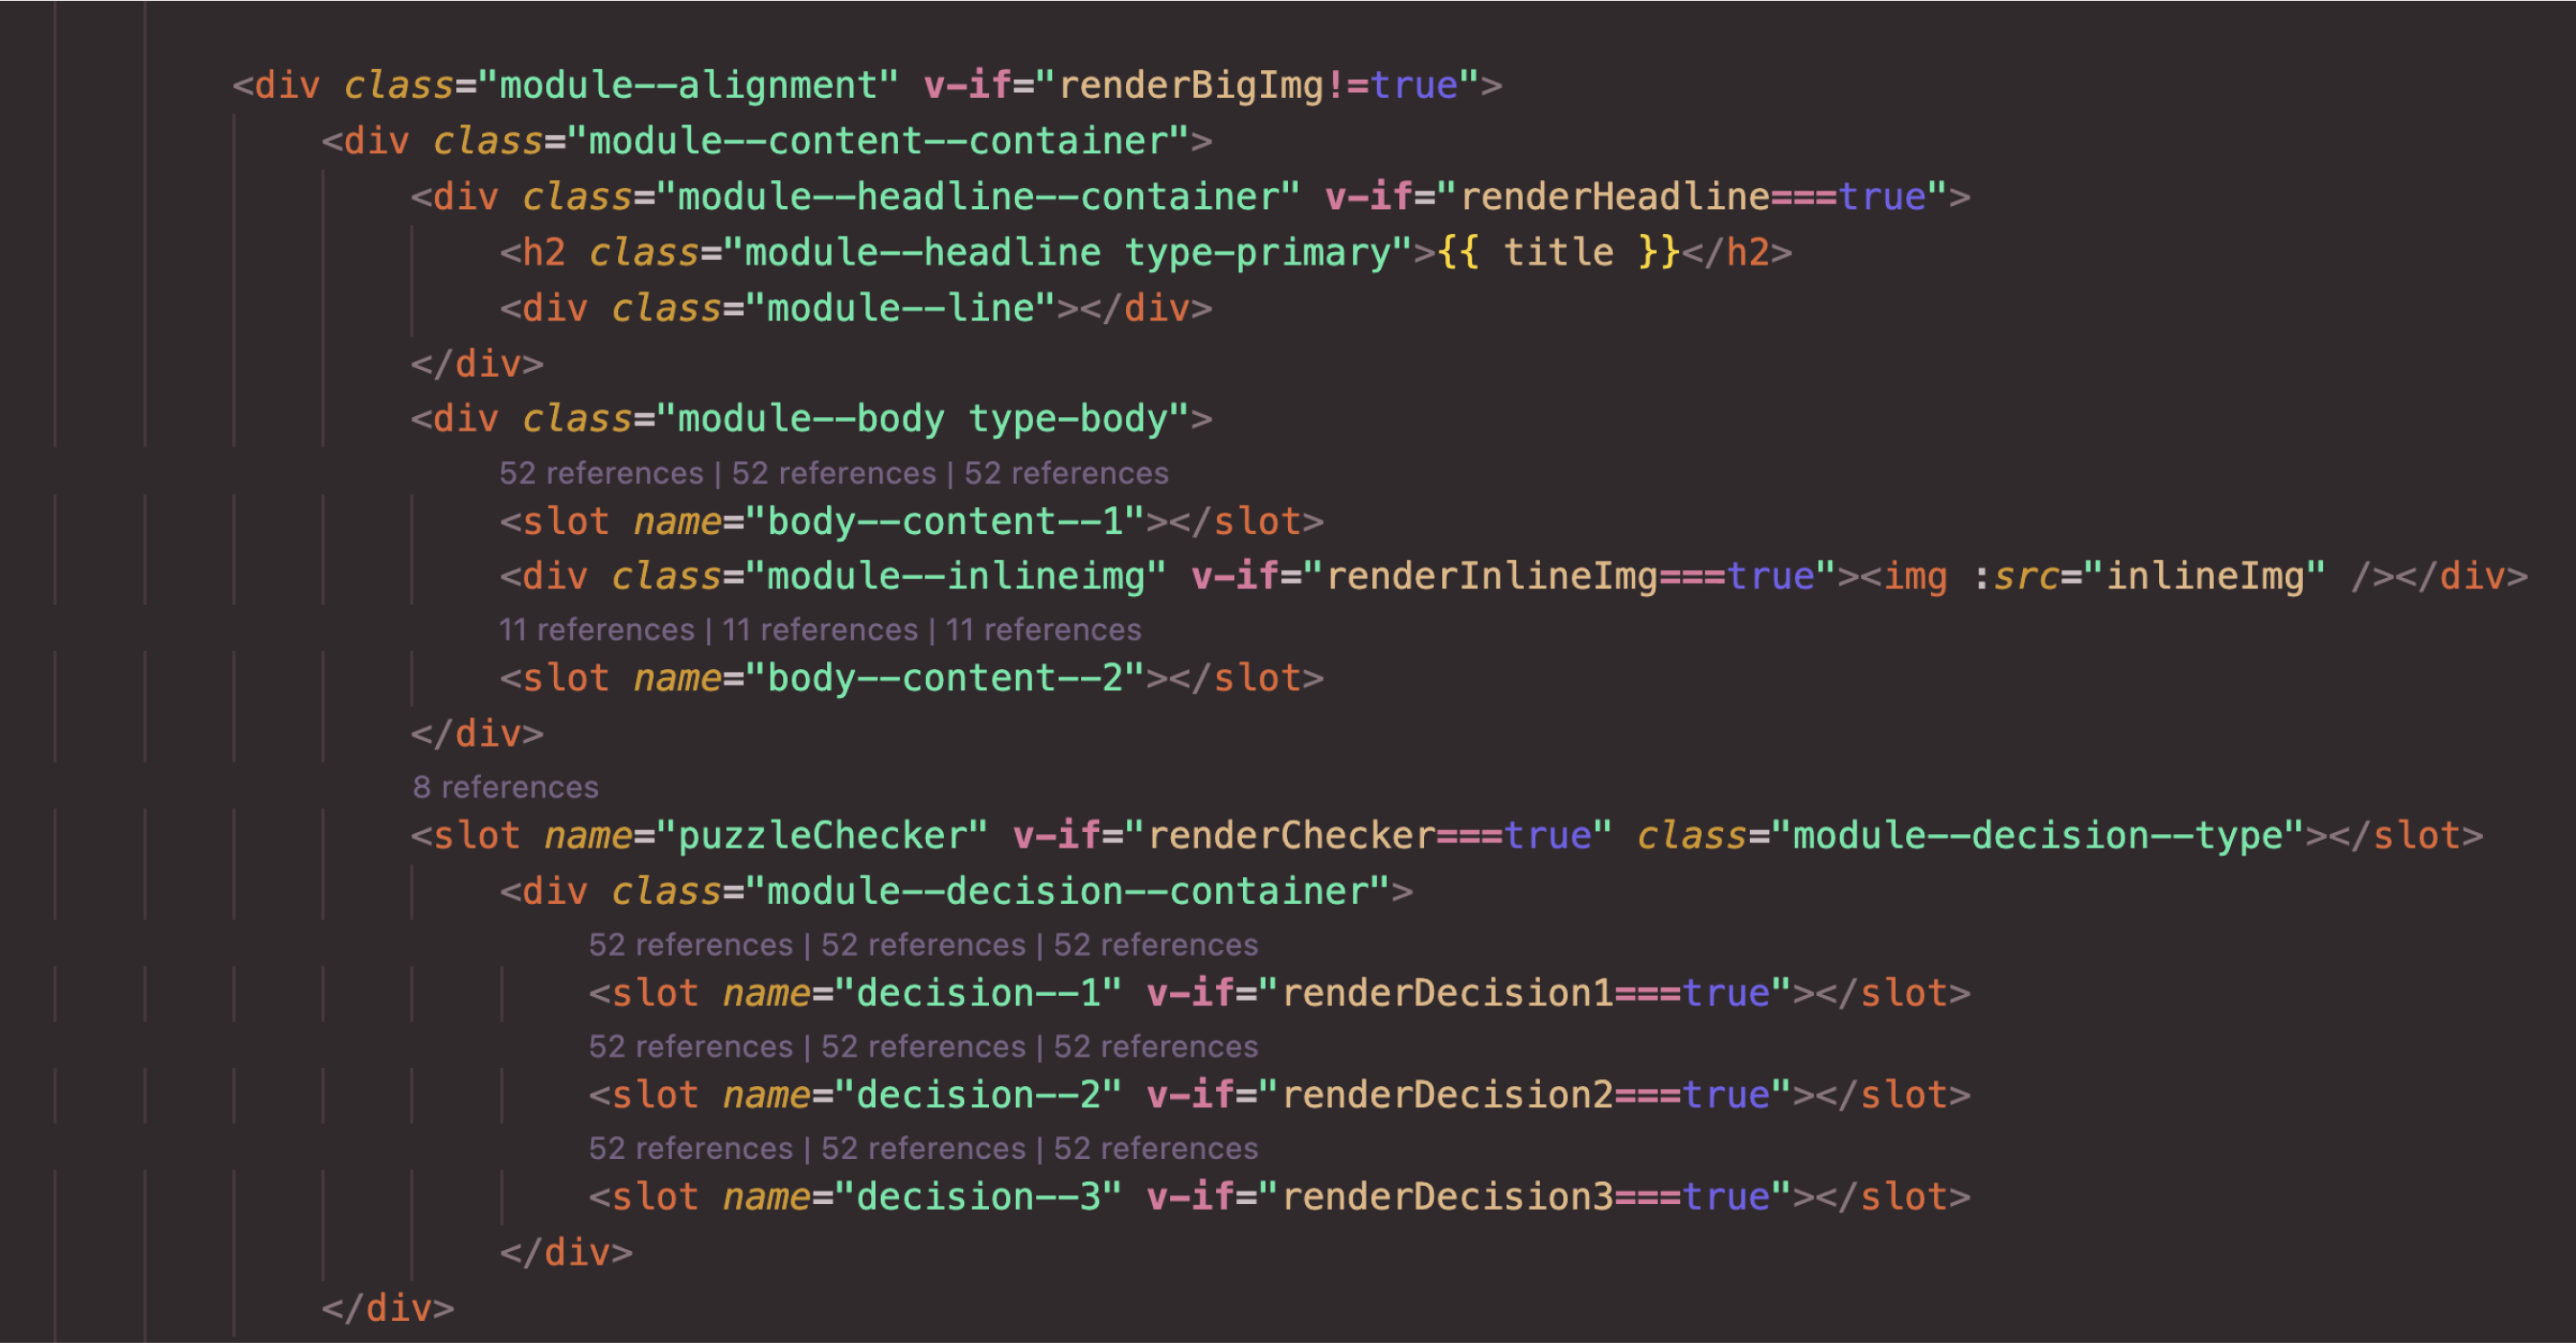 <div class="module--alignment" v-if="renderBigImg!=true">
<div class="module--content--container">
<div class="module--headline--container" v-if="renderHeadline===true">
<h2 class="module--headline type-primary">{{ title }}</h2>
<div class="module--line"></div>
</div>
<div class="module--body type-body">
52 references | 52 references | 52 references
<slot name="body--content--1"></slot>
<div class="module--inlineimg" v-if="renderInlineImg===true"><img :src="inlineImg" /></div>
11 references | 11 references | 11 references
<slot name="body--content--2"></slot>
</div>
8 references
<slot name="puzzleChecker" v-if="renderChecker===true" class="module--decision--type"></slot>
<div class="module--decision--container">
52 references | 52 references | 52 references
<slot name="decision--1" v-if="renderDecision1===true"></slot>
52 references | 52 references | 52 references
<slot name="decision--2" v-if="renderDecision2===true"></slot>
52 references | 52 references | 52 references
<slot name="decision--3" v-if="renderDecision3===true"></slot>
</div>
</div>